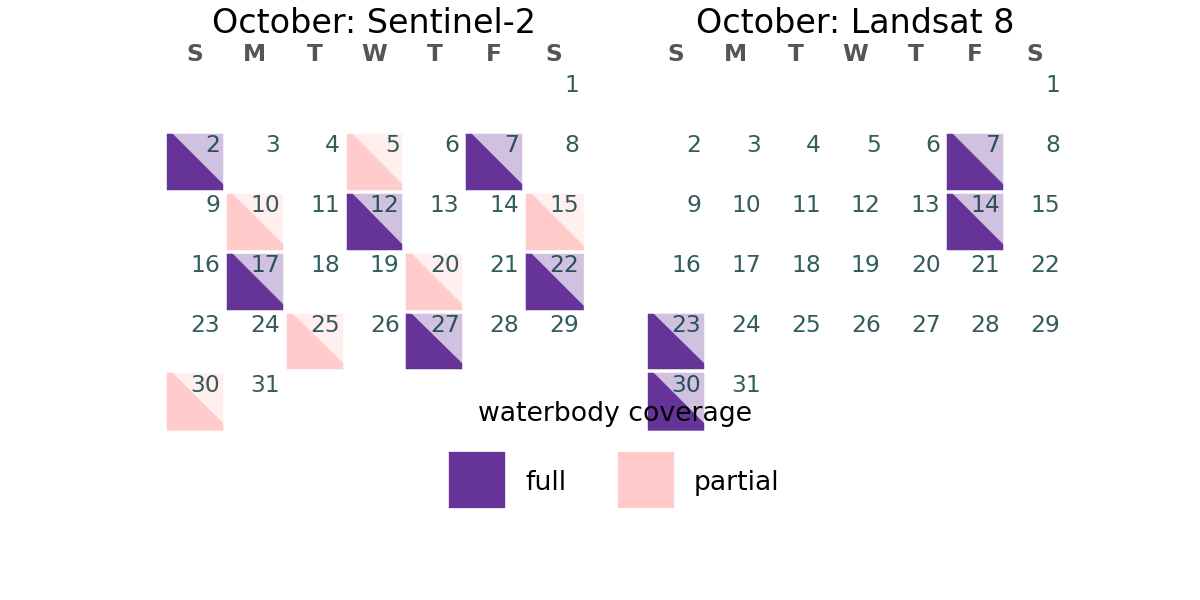 October: Sentinel-2
S M T W T F S
1
2 3 4 5 6 7 8
9 10 11 12 13 14 15
16 17 18 19 20 21 22
23 24 25 26 27 28 29
30 31
October: Landsat 8
S M T W T F S
1
2 3 4 5 6 7 8
9 10 11 12 13 14 15
16 17 18 19 20 21 22
23 24 25 26 27 28 29
30 31
waterbody coverage
full partial